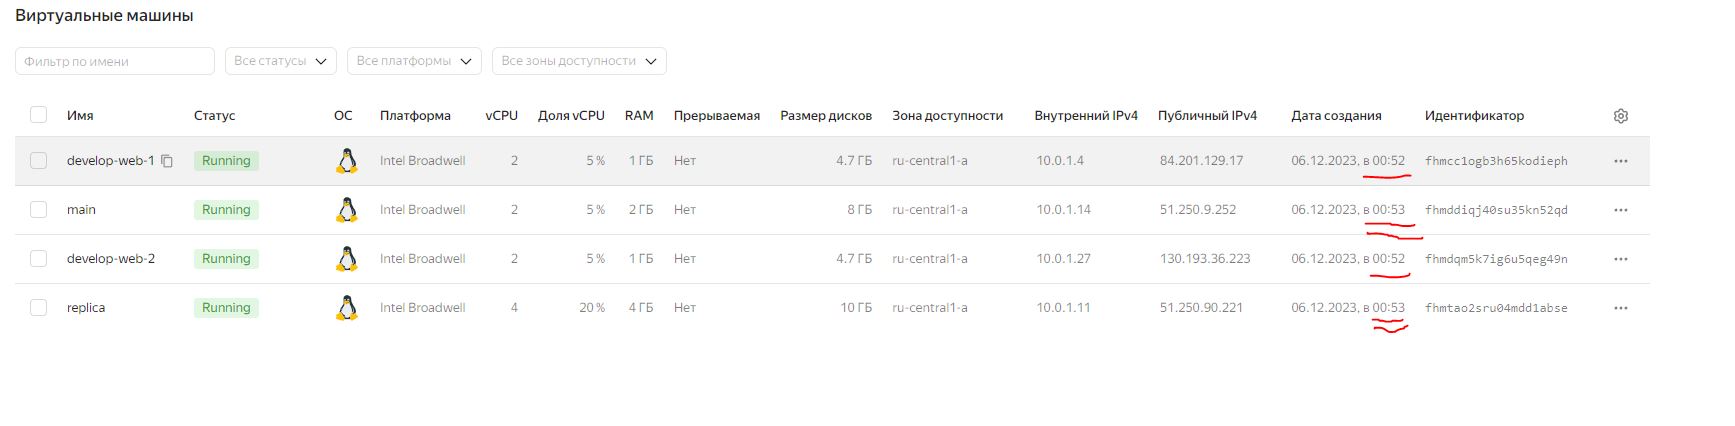 Виртуальные машины
Фильтр по имени Все статусы Все платформы Все зоны доступности
Имя Статус ОС Платформа vCPU Доля vCPU RAM Прерываемая Размер дисков Зона доступности Внутренний IPv4 Публичный IPv4 Дата создания Идентификатор
develop-web-1 Running Intel Broadwell 2 5 % 1 ГБ Нет 4.7 ГБ ru-central1-a 10.0.1.4 84.201.129.17 06.12.2023, в 00:52 fhmcc1ogb3h65kodieph
main Running Intel Broadwell 2 5 % 2 ГБ Нет 8 ГБ ru-central1-a 10.0.1.14 51.250.9.252 06.12.2023, в 00:53 fhmddiqj40su35kn52qd
develop-web-2 Running Intel Broadwell 2 5 % 1 ГБ Нет 4.7 ГБ ru-central1-a 10.0.1.27 130.193.36.223 06.12.2023, в 00:52 fhmdqm5k7ig6u5qeg49n
replica Running Intel Broadwell 4 20 % 4 ГБ Нет 10 ГБ ru-central1-a 10.0.1.11 51.250.90.221 06.12.2023, в 00:53 fhmtao2sru04mdd1abse